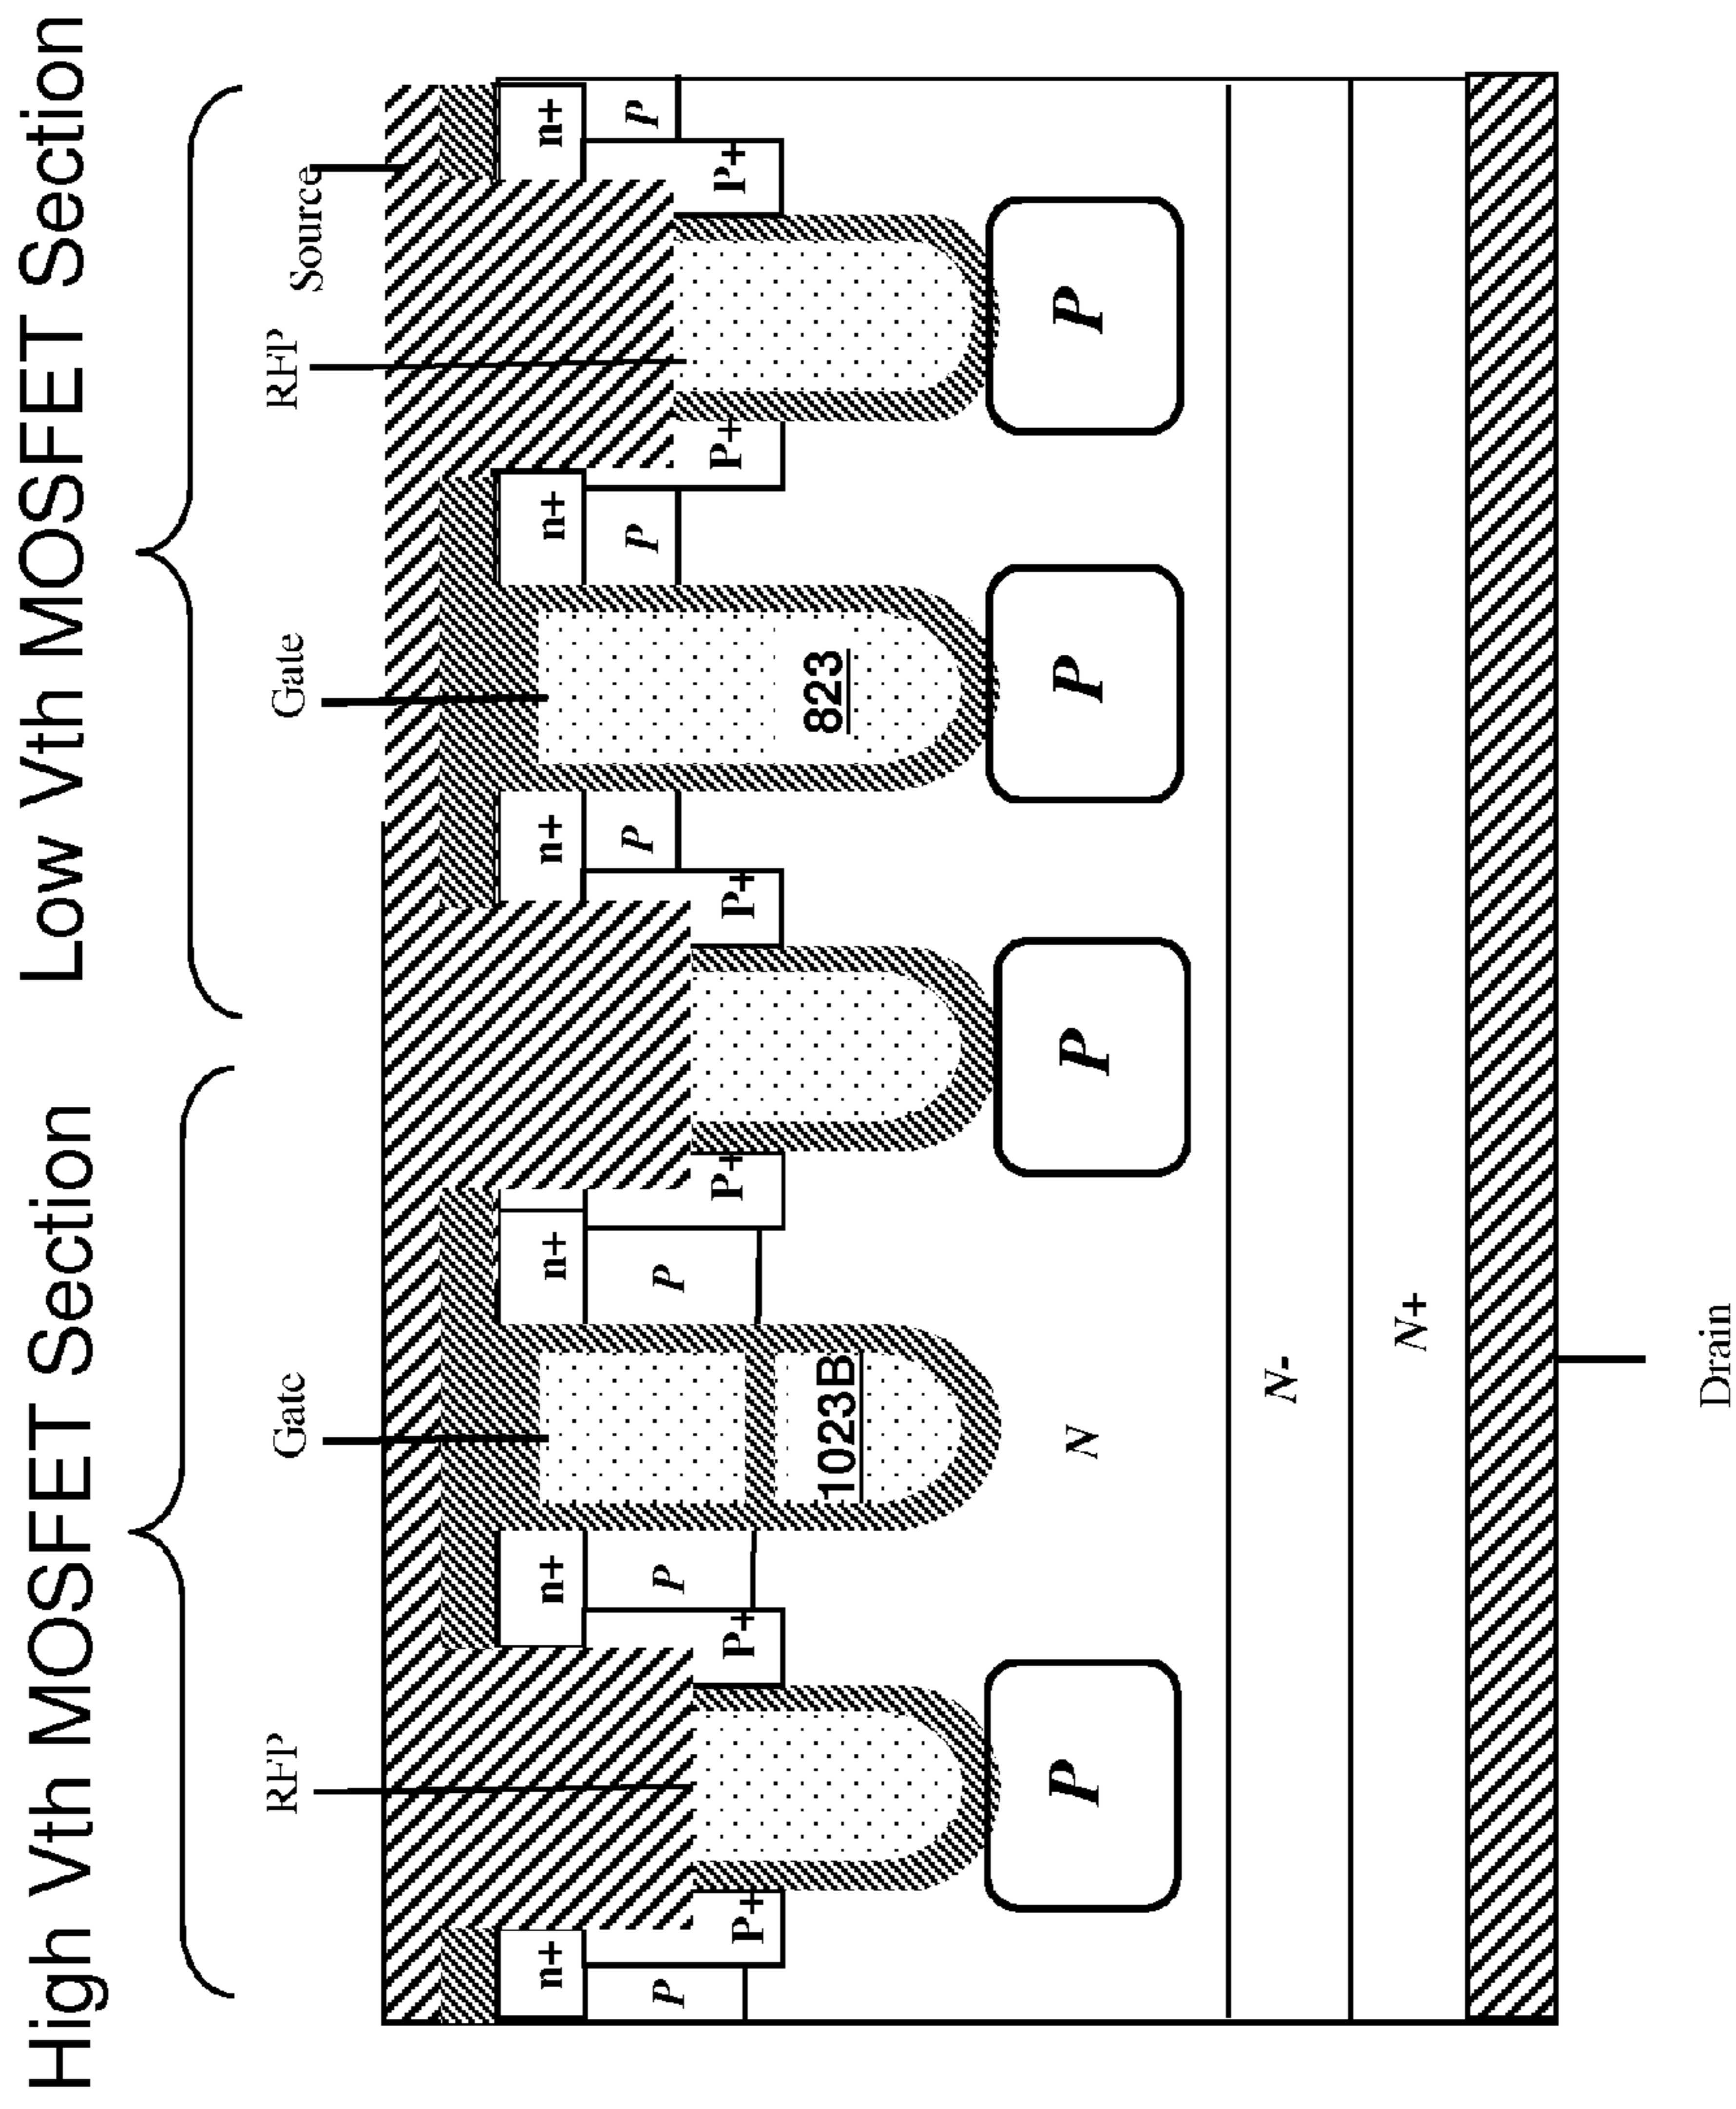 High Vth MOSFET Section Low Vth MOSFET Section
RFP Gate RFP Gate Source
n+ n+ n+ n+ n+ n+
P P P P P P
P+ P+ P+ P+ P+ P+
1023B 823
P N P P P
N-
N+
Drain